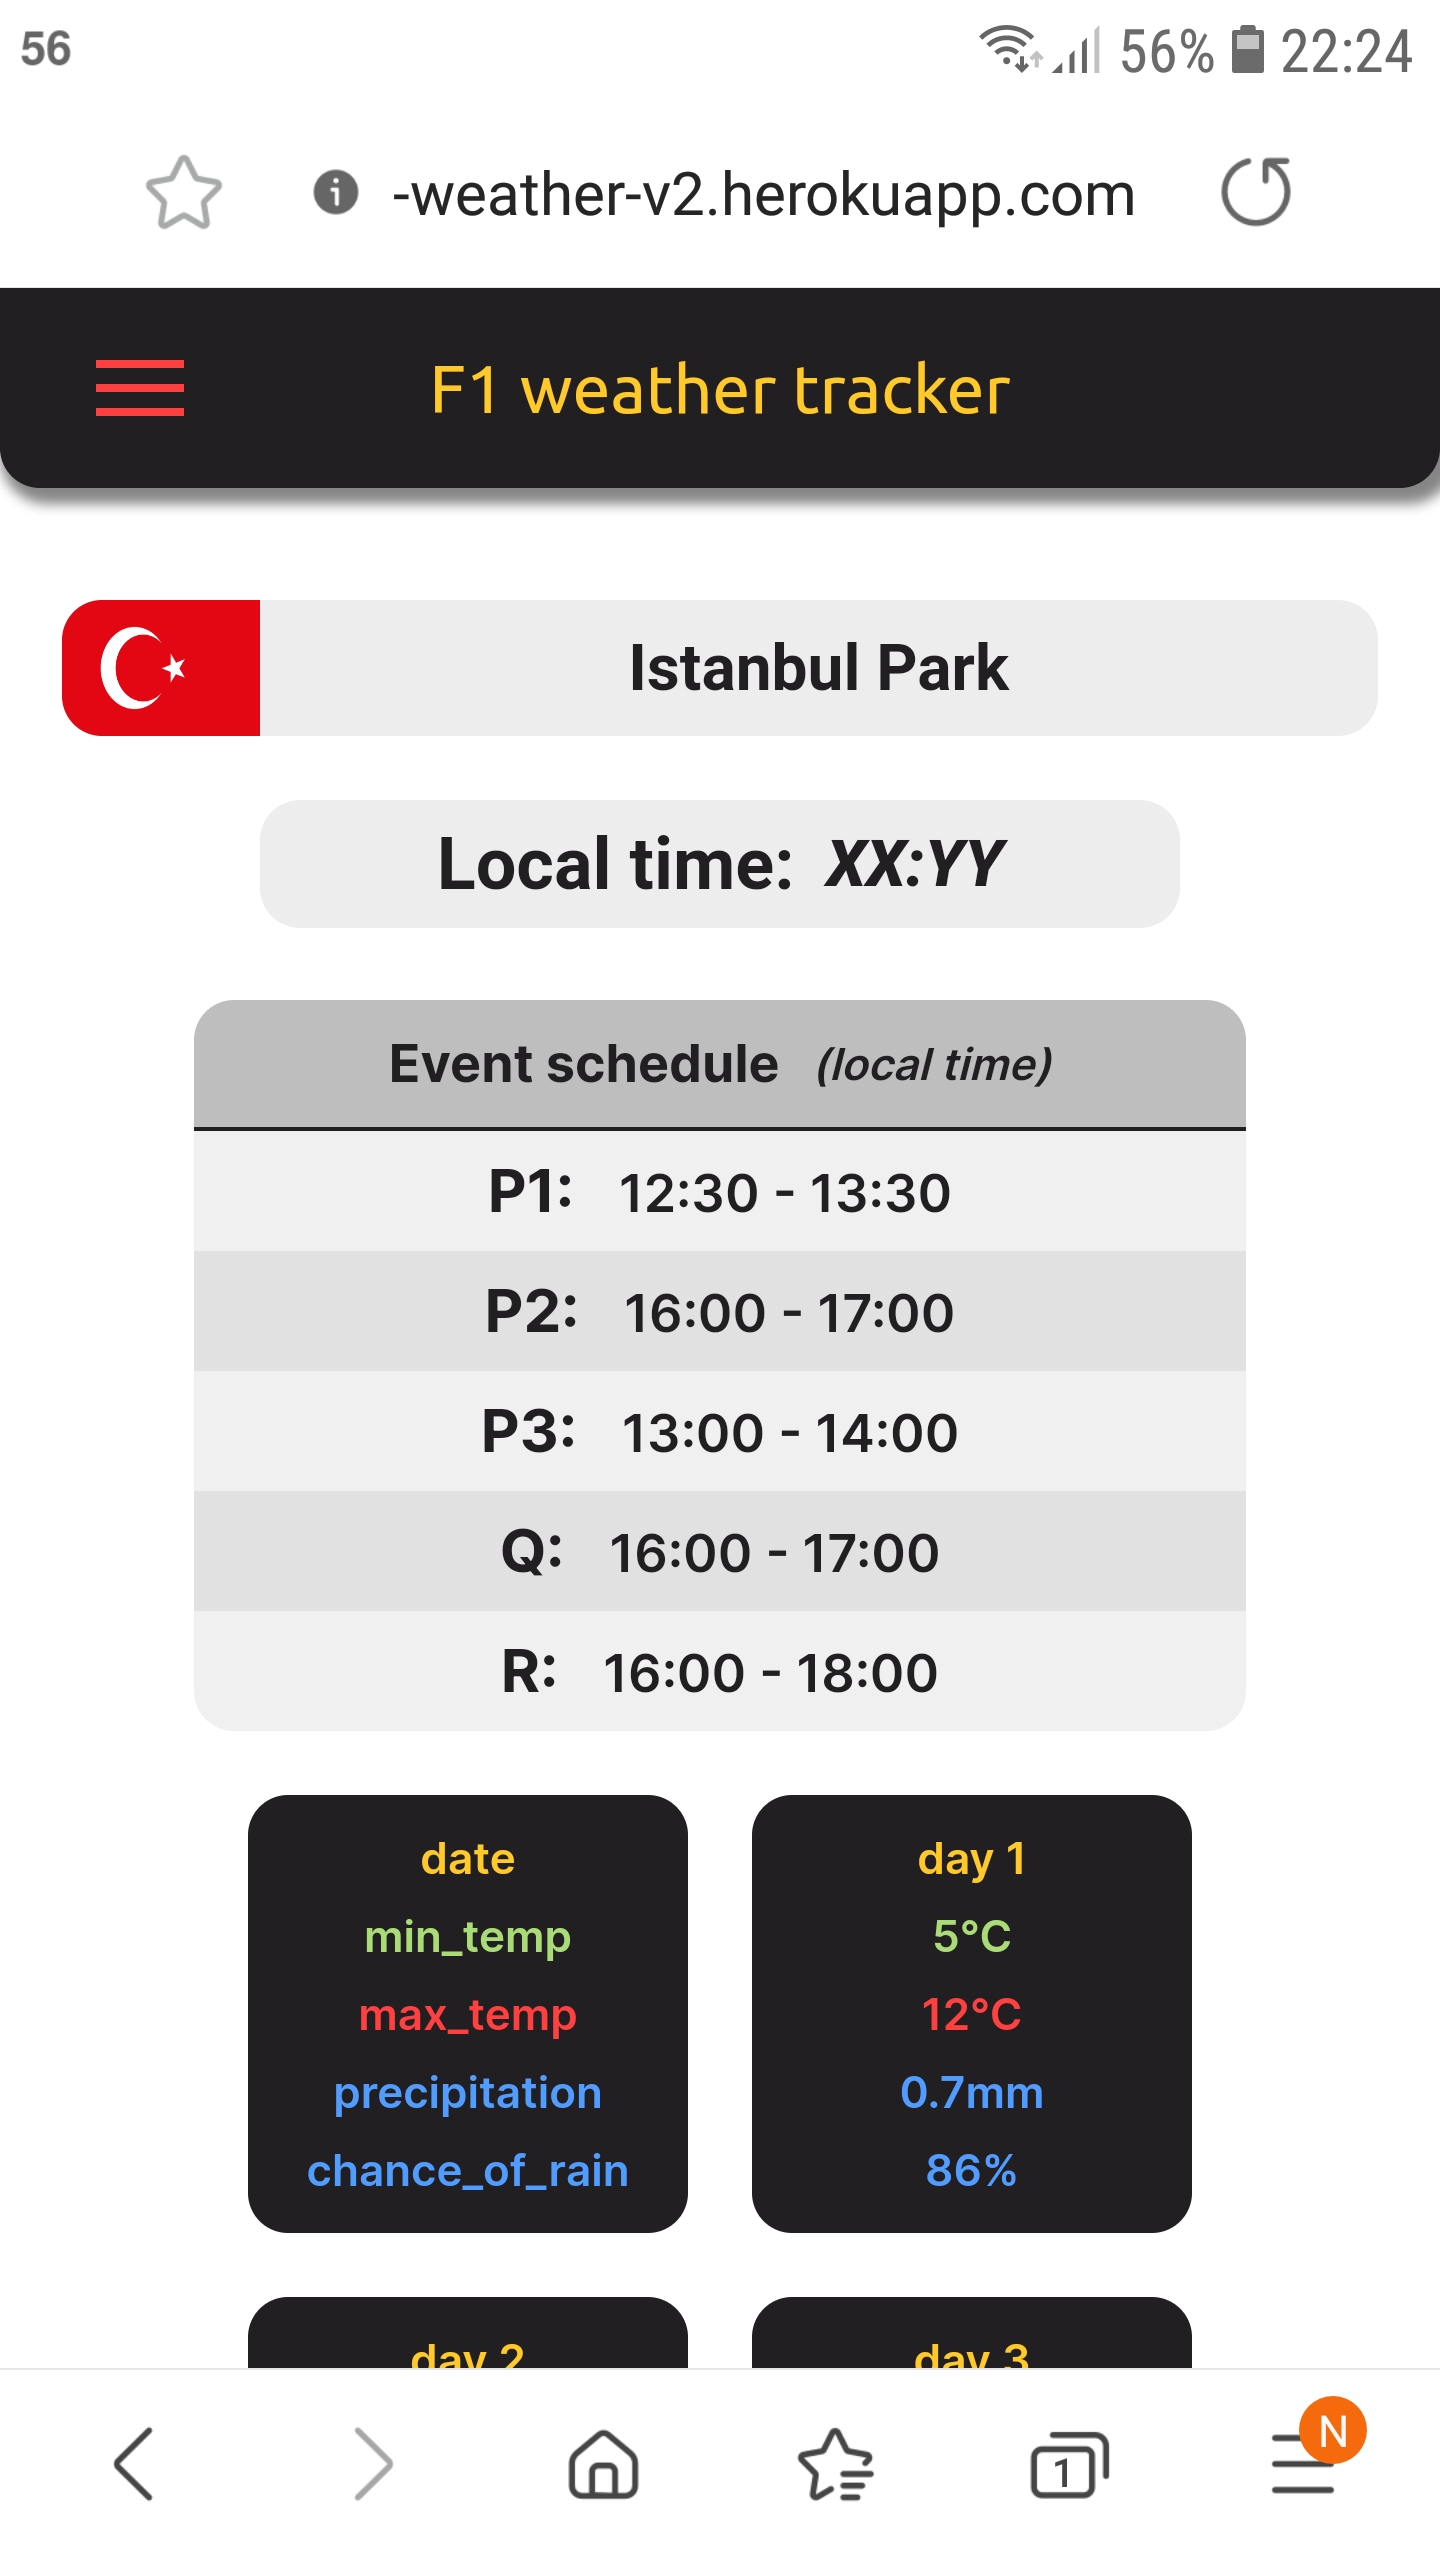 56
56% 22:24
-weather-v2.herokuapp.com
F1 weather tracker
Istanbul Park
Local time: XX:YY
Event schedule (local time)
P1: 12:30 - 13:30
P2: 16:00 - 17:00
P3: 13:00 - 14:00
Q: 16:00 - 17:00
R: 16:00 - 18:00
date
min_temp
max_temp
precipitation
chance_of_rain
day 1
5°C
12°C
0.7mm
86%
day 2
day 3
1
N